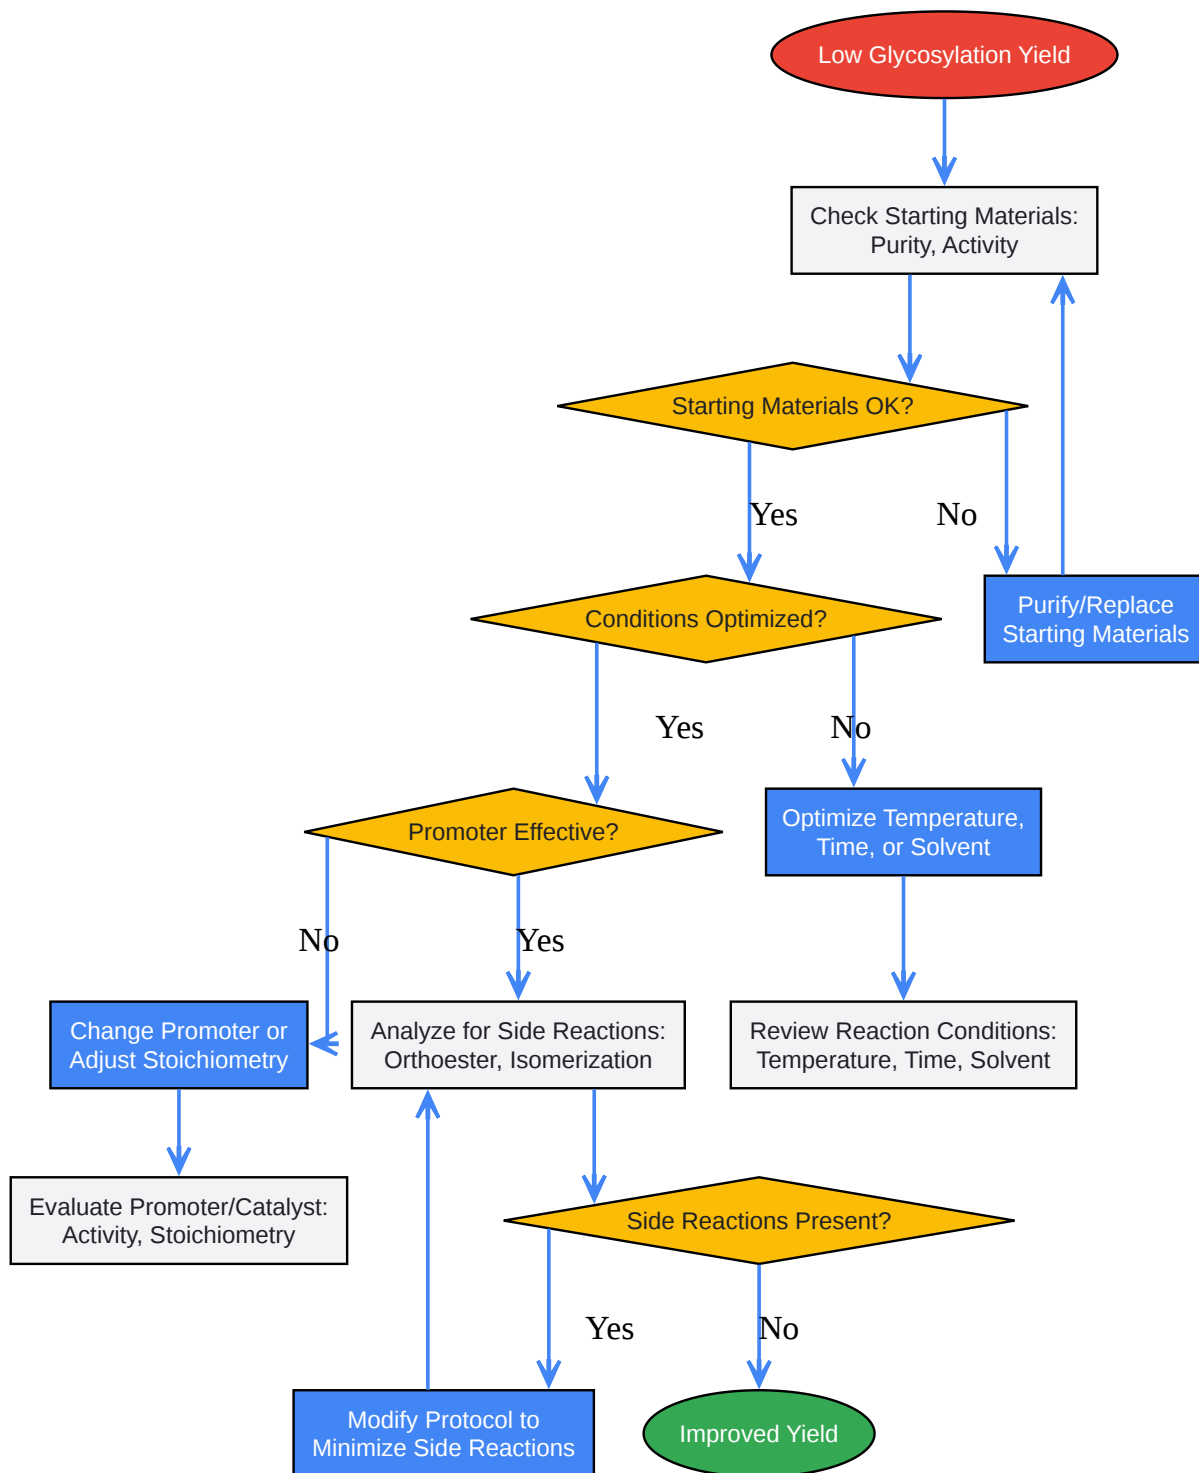 Low Glycosylation Yield
Check Starting Materials:
Purity, Activity
Starting Materials OK?
Yes
No
Conditions Optimized?
Purify/Replace
Starting Materials
Yes
No
Promoter Effective?
Optimize Temperature,
Time, or Solvent
No
Yes
Change Promoter or
Adjust Stoichiometry
Analyze for Side Reactions:
Orthoester, Isomerization
Review Reaction Conditions:
Temperature, Time, Solvent
Evaluate Promoter/Catalyst:
Activity, Stoichiometry
Side Reactions Present?
Yes
No
Modify Protocol to
Minimize Side Reactions
Improved Yield